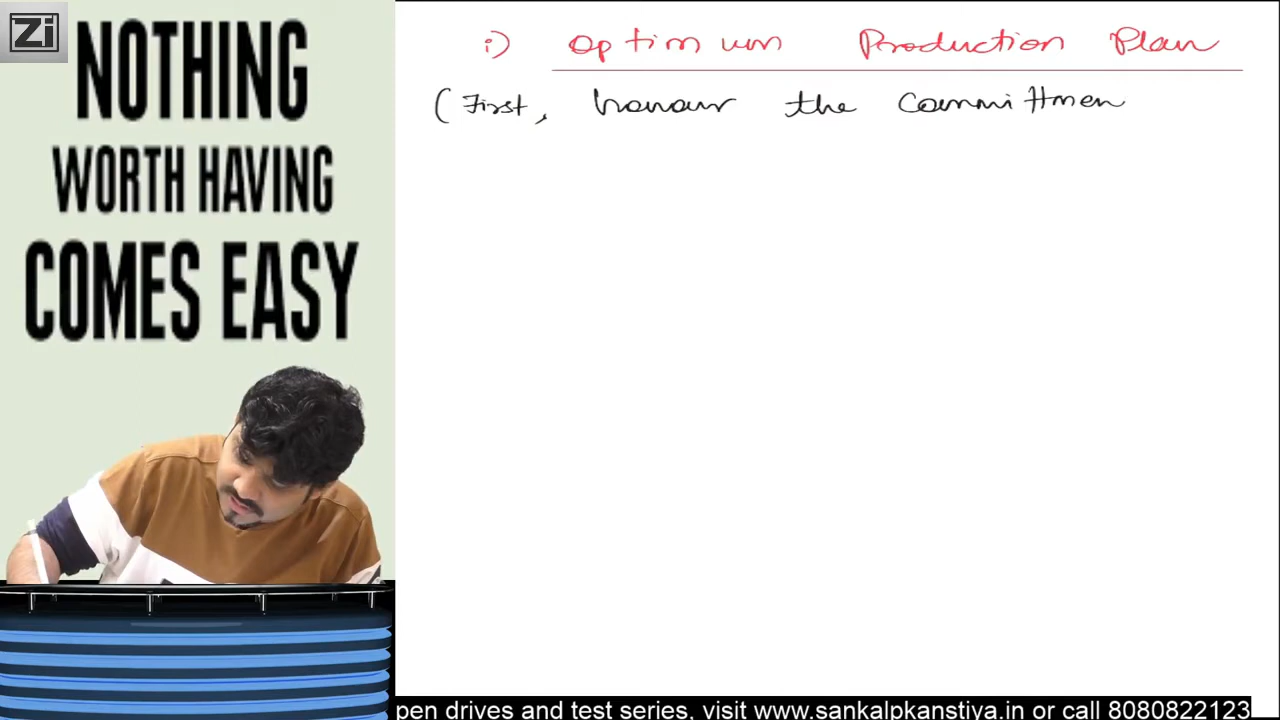 Zi
NOTHING
WORTH HAVING
COMES EASY
i) Optimum Production Plan
(First, honour the Committmen
pen drives and test series, visit www.sankalpkanstiya.in or call 8080822123